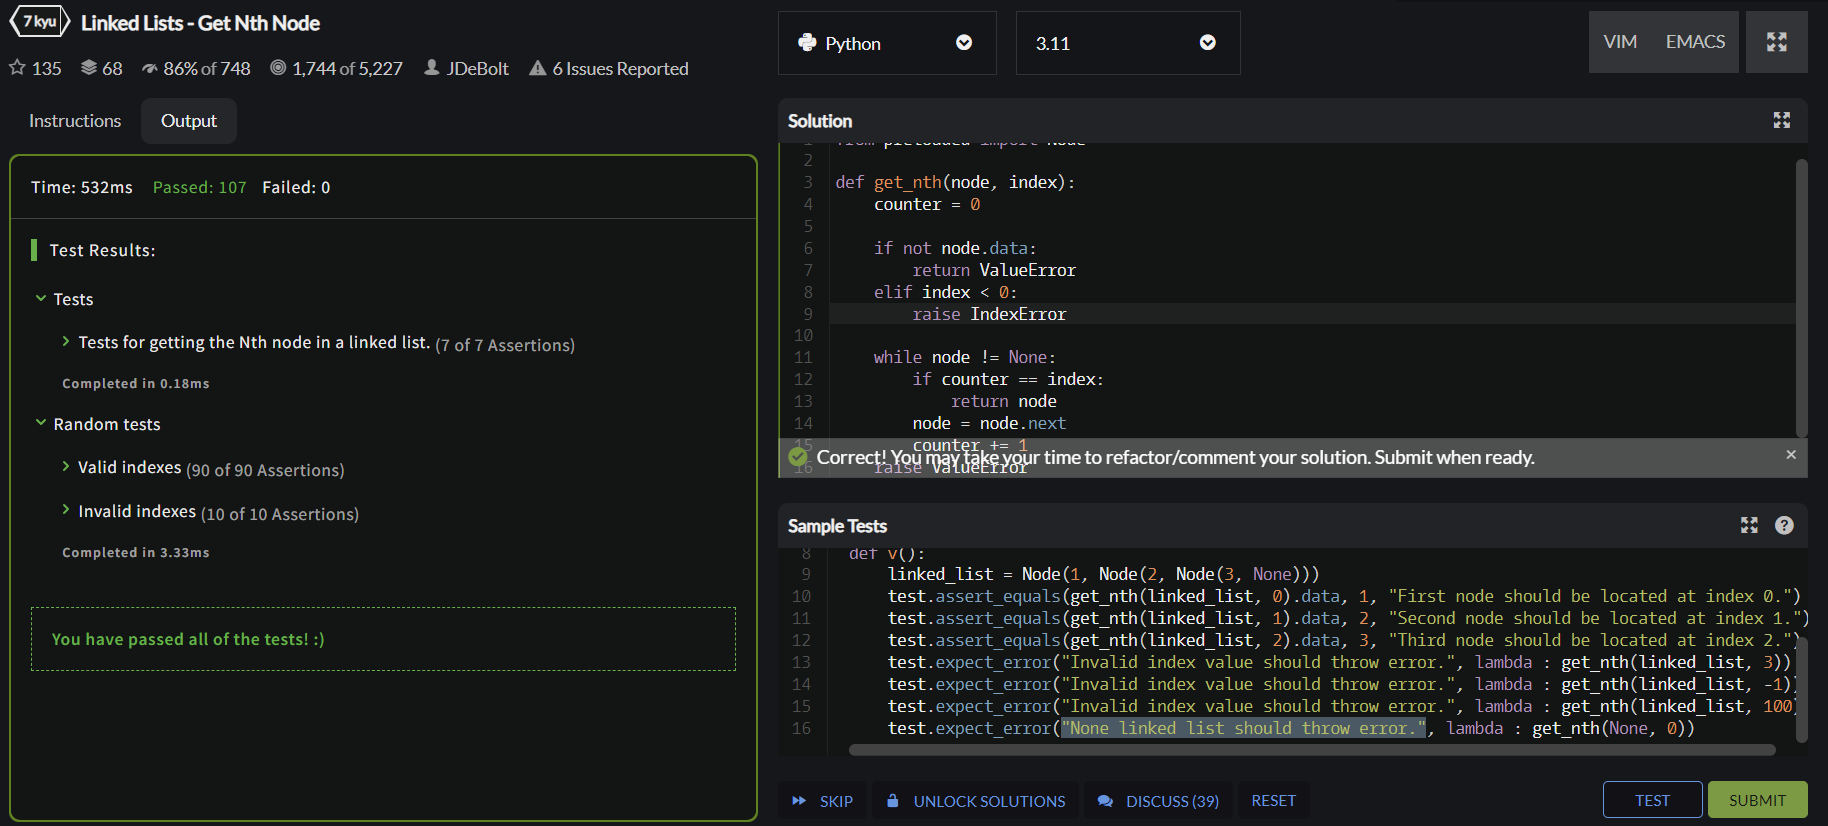 7 kyu Linked Lists - Get Nth Node
135 68 86% of 748 1,744 of 5,227 JDeBolt 6 Issues Reported
Instructions Output
Time: 532ms Passed: 107 Failed: 0
Test Results:
Tests
Tests for getting the Nth node in a linked list. (7 of 7 Assertions)
Completed in 0.18ms
Random tests
Valid indexes (90 of 90 Assertions)
Invalid indexes (10 of 10 Assertions)
Completed in 3.33ms
You have passed all of the tests! :)
Python 3.11 VIM EMACS
Solution
1 from preloaded import Node
2
3 def get_nth(node, index):
4 counter = 0
5
6 if not node.data:
7 return ValueError
8 elif index < 0:
9 raise IndexError
10
11 while node != None:
12 if counter == index:
13 return node
14 node = node.next
15 counter += 1
16 raise ValueError
Correct! You may take your time to refactor/comment your solution. Submit when ready. ×
Sample Tests ?
8 def v():
9 linked_list = Node(1, Node(2, Node(3, None)))
10 test.assert_equals(get_nth(linked_list, 0).data, 1, "First node should be located at index 0.")
11 test.assert_equals(get_nth(linked_list, 1).data, 2, "Second node should be located at index 1.")
12 test.assert_equals(get_nth(linked_list, 2).data, 3, "Third node should be located at index 2.")
13 test.expect_error("Invalid index value should throw error.", lambda : get_nth(linked_list, 3))
14 test.expect_error("Invalid index value should throw error.", lambda : get_nth(linked_list, -1))
15 test.expect_error("Invalid index value should throw error.", lambda : get_nth(linked_list, 100)
16 test.expect_error("None linked list should throw error.", lambda : get_nth(None, 0))
SKIP UNLOCK SOLUTIONS DISCUSS (39) RESET TEST SUBMIT